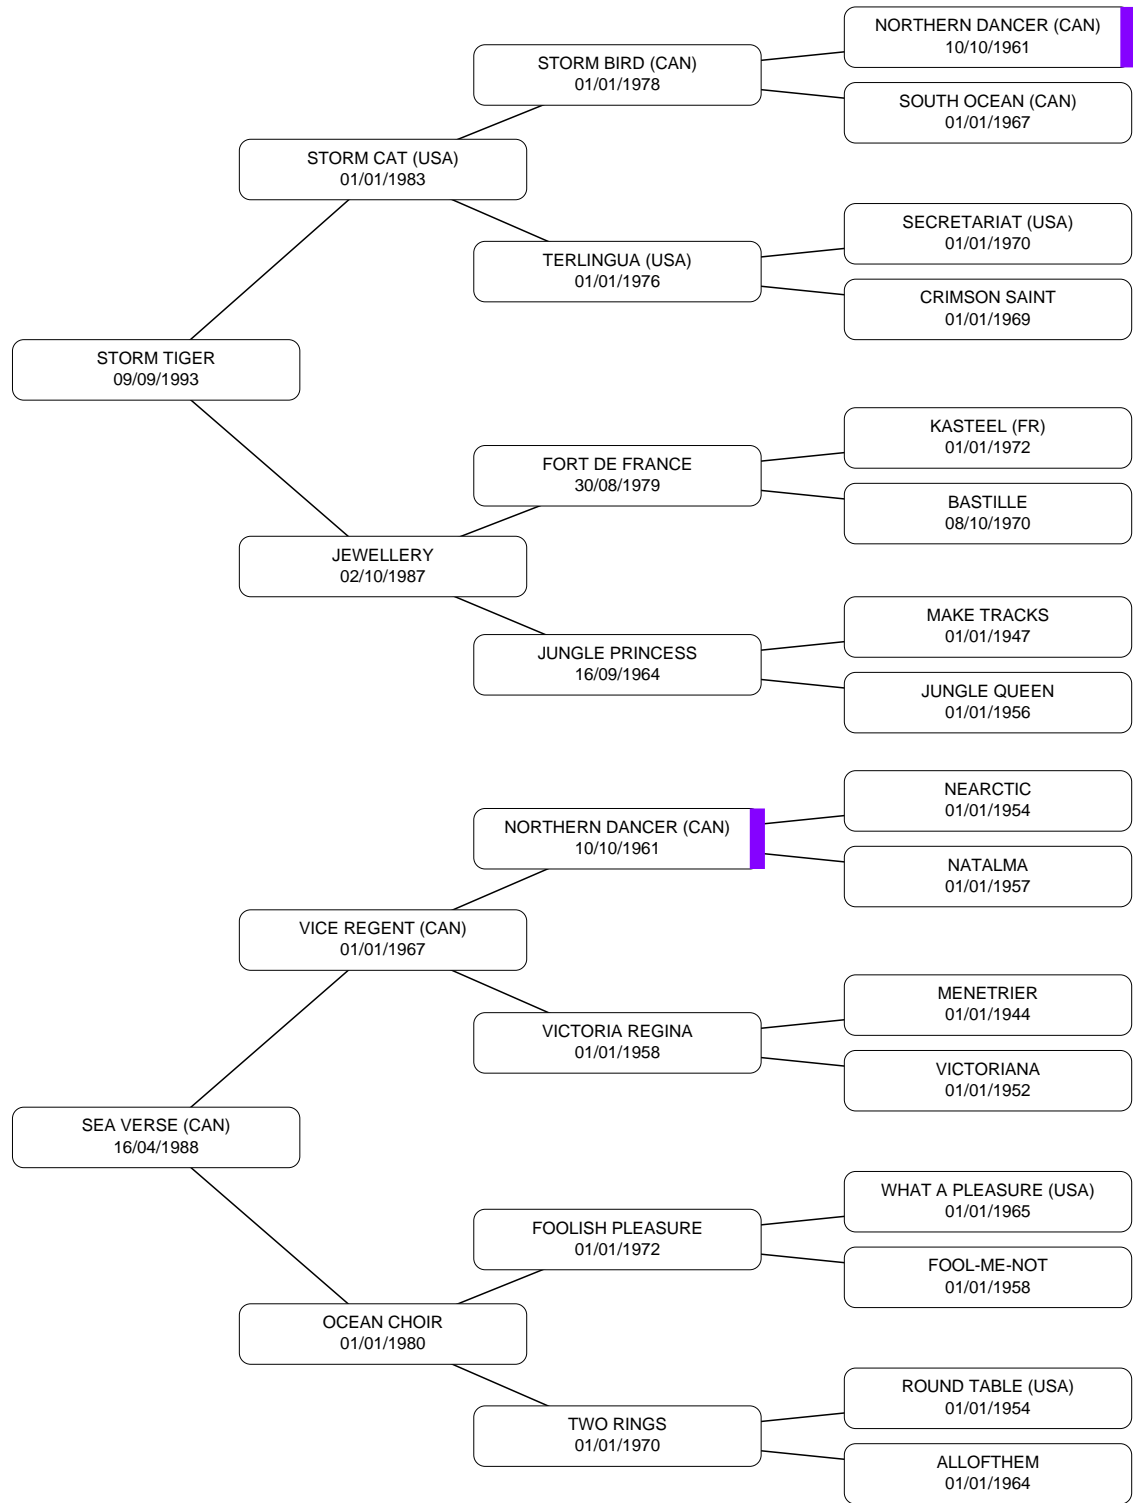 NORTHERN DANCER (CAN)
10/10/1961
STORM BIRD (CAN)
01/01/1978
SOUTH OCEAN (CAN)
01/01/1967
STORM CAT (USA)
01/01/1983
SECRETARIAT (USA)
01/01/1970
TERLINGUA (USA)
01/01/1976
CRIMSON SAINT
01/01/1969
STORM TIGER
09/09/1993
KASTEEL (FR)
01/01/1972
FORT DE FRANCE
30/08/1979
BASTILLE
08/10/1970
JEWELLERY
02/10/1987
MAKE TRACKS
01/01/1947
JUNGLE PRINCESS
16/09/1964
JUNGLE QUEEN
01/01/1956
NEARCTIC
01/01/1954
NORTHERN DANCER (CAN)
10/10/1961
NATALMA
01/01/1957
VICE REGENT (CAN)
01/01/1967
MENETRIER
01/01/1944
VICTORIA REGINA
01/01/1958
VICTORIANA
01/01/1952
SEA VERSE (CAN)
16/04/1988
WHAT A PLEASURE (USA)
01/01/1965
FOOLISH PLEASURE
01/01/1972
FOOL-ME-NOT
01/01/1958
OCEAN CHOIR
01/01/1980
ROUND TABLE (USA)
01/01/1954
TWO RINGS
01/01/1970
ALLOFTHEM
01/01/1964